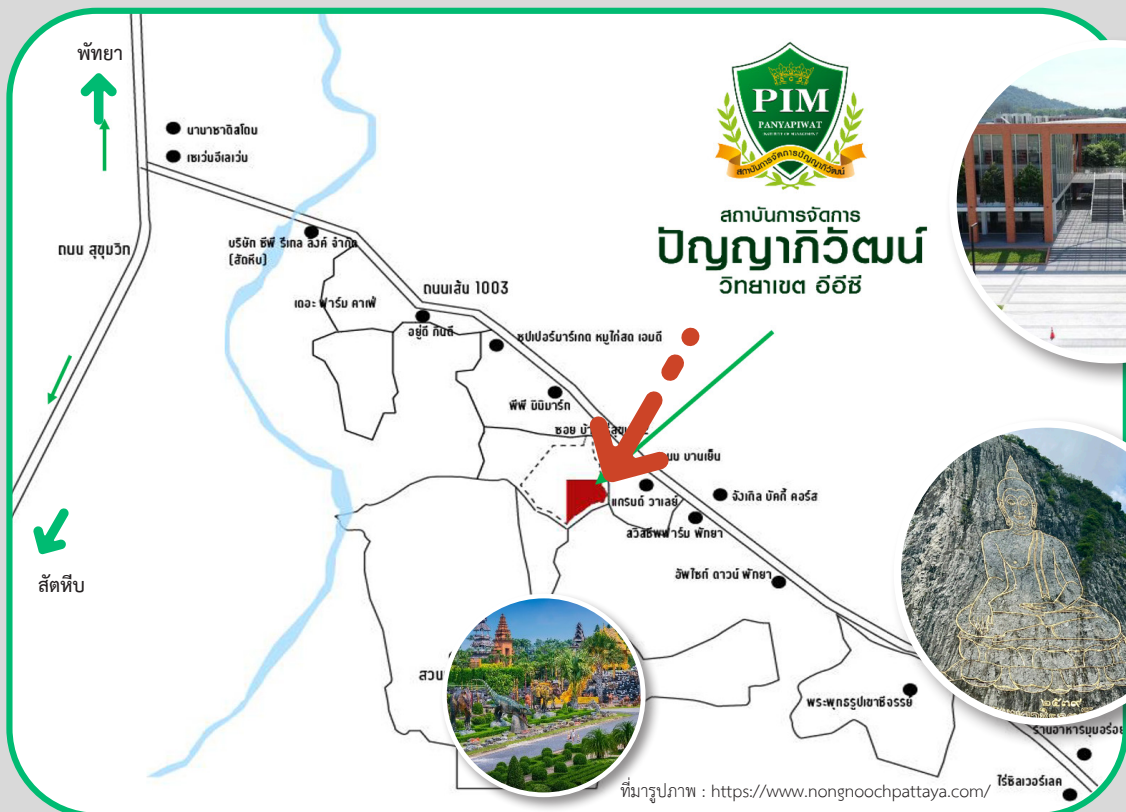 พัทยา
นานาชาติสโตน
เซเว่นอีเลเว่น
ถนน สุขุมวิท
บริษัท ซีพี รีเทล ลิงค์ จำกัด
(สัตหีบ)
ถนนเส้น 1003
เดอะ ฟาร์ม คาเฟ่
อยู่ดี กินดี
ซุปเปอร์มาร์เกต หมูไก่สด เอมดี
พีพี มินิมาร์ท
ซอย
บานเย็น
แกรนด์ วาเลย์
จังเกิล บัคกี้ คอร์ส
สวิสชีพฟาร์ม พัทยา
อัพไซท์ ดาวน์ พัทยา
สัตหีบ
PIM
PANYAPIWAT
INSTITUTE OF MANAGEMENT
สถาบันการจัดการปัญญาภิวัฒน์
สถาบันการจัดการ
ปัญญาภิวัฒน์
วิทยาเขต อีอีซี
สวน
พระพุทธรูปเขาชีจรรย์
๒๕๓๙
ร้านอาหารมุมอร่อย
ไร่ซิลเวอร์เลค
ที่มารูปภาพ : https://www.nongnoochpattaya.com/